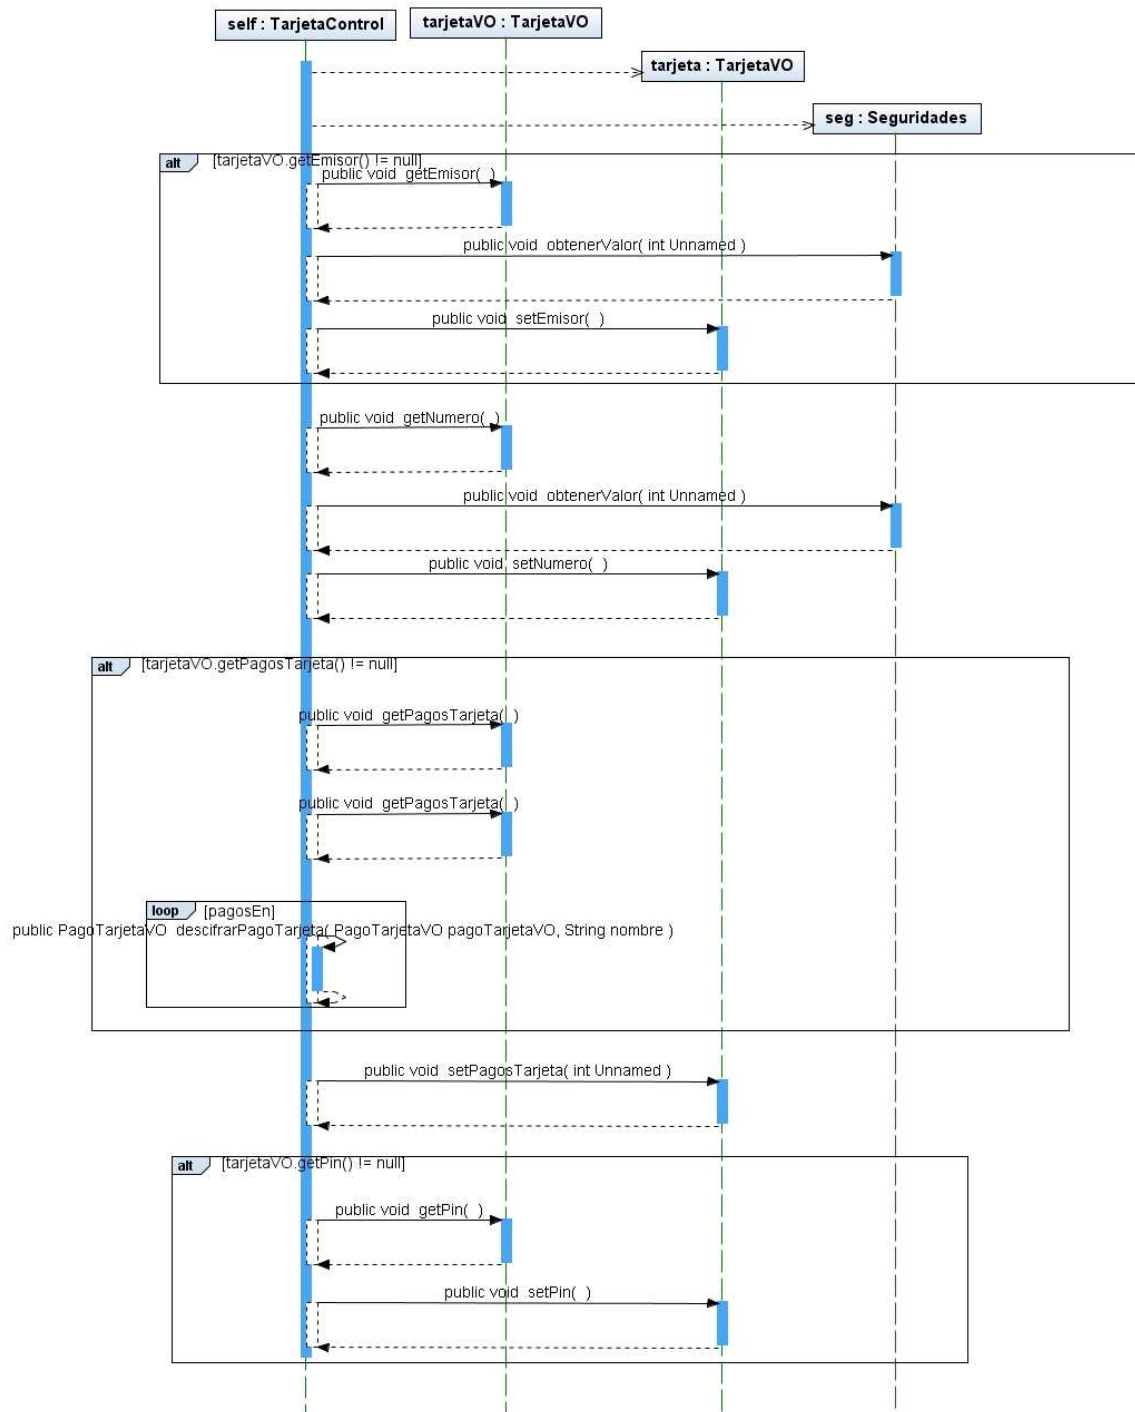 self : TarjetaControl
tarjetaVO : TarjetaVO
tarjeta : TarjetaVO
seg : Seguridades
alt [tarjetaVO.getEmisor() != null]
public void getEmisor( )
public void obtenerValor( int Unnamed )
public void setEmisor( )
public void getNumero( )
public void obtenerValor( int Unnamed )
public void setNumero( )
alt [tarjetaVO.getPagosTarjeta() != null]
public void getPagosTarjeta( )
public void getPagosTarjeta( )
loop [pagosEn]
public PagoTarjetaVO descifrarPagoTarjeta( PagoTarjetaVO pagoTarjetaVO, String nombre )
public void setPagosTarjeta( int Unnamed )
alt [tarjetaVO.getPin() != null]
public void getPin( )
public void setPin( )